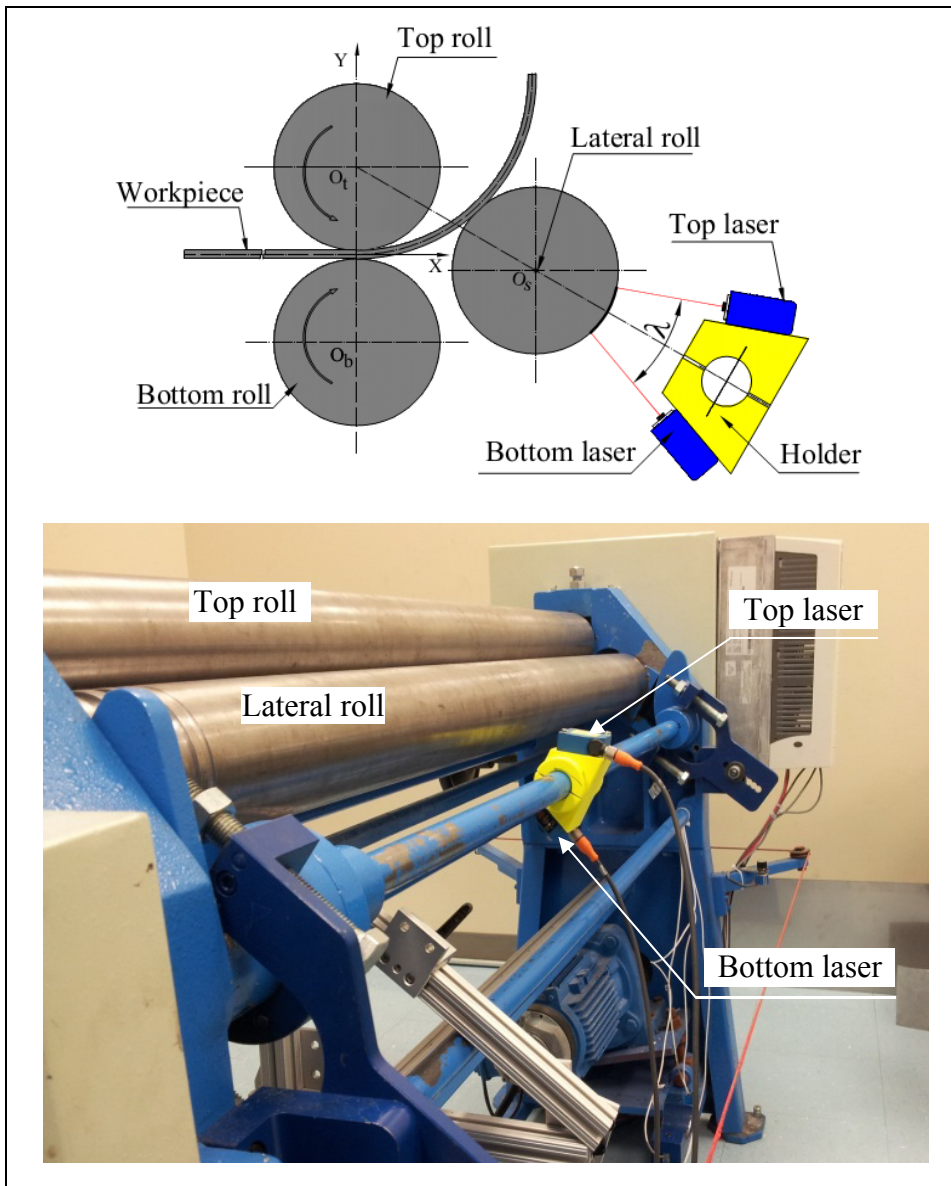 Top roll
Y
Lateral roll
O_t
Workpiece
Top laser
X
O_s
λ
O_b
Bottom roll
Bottom laser
Holder
Top roll
Top laser
Lateral roll
Bottom laser